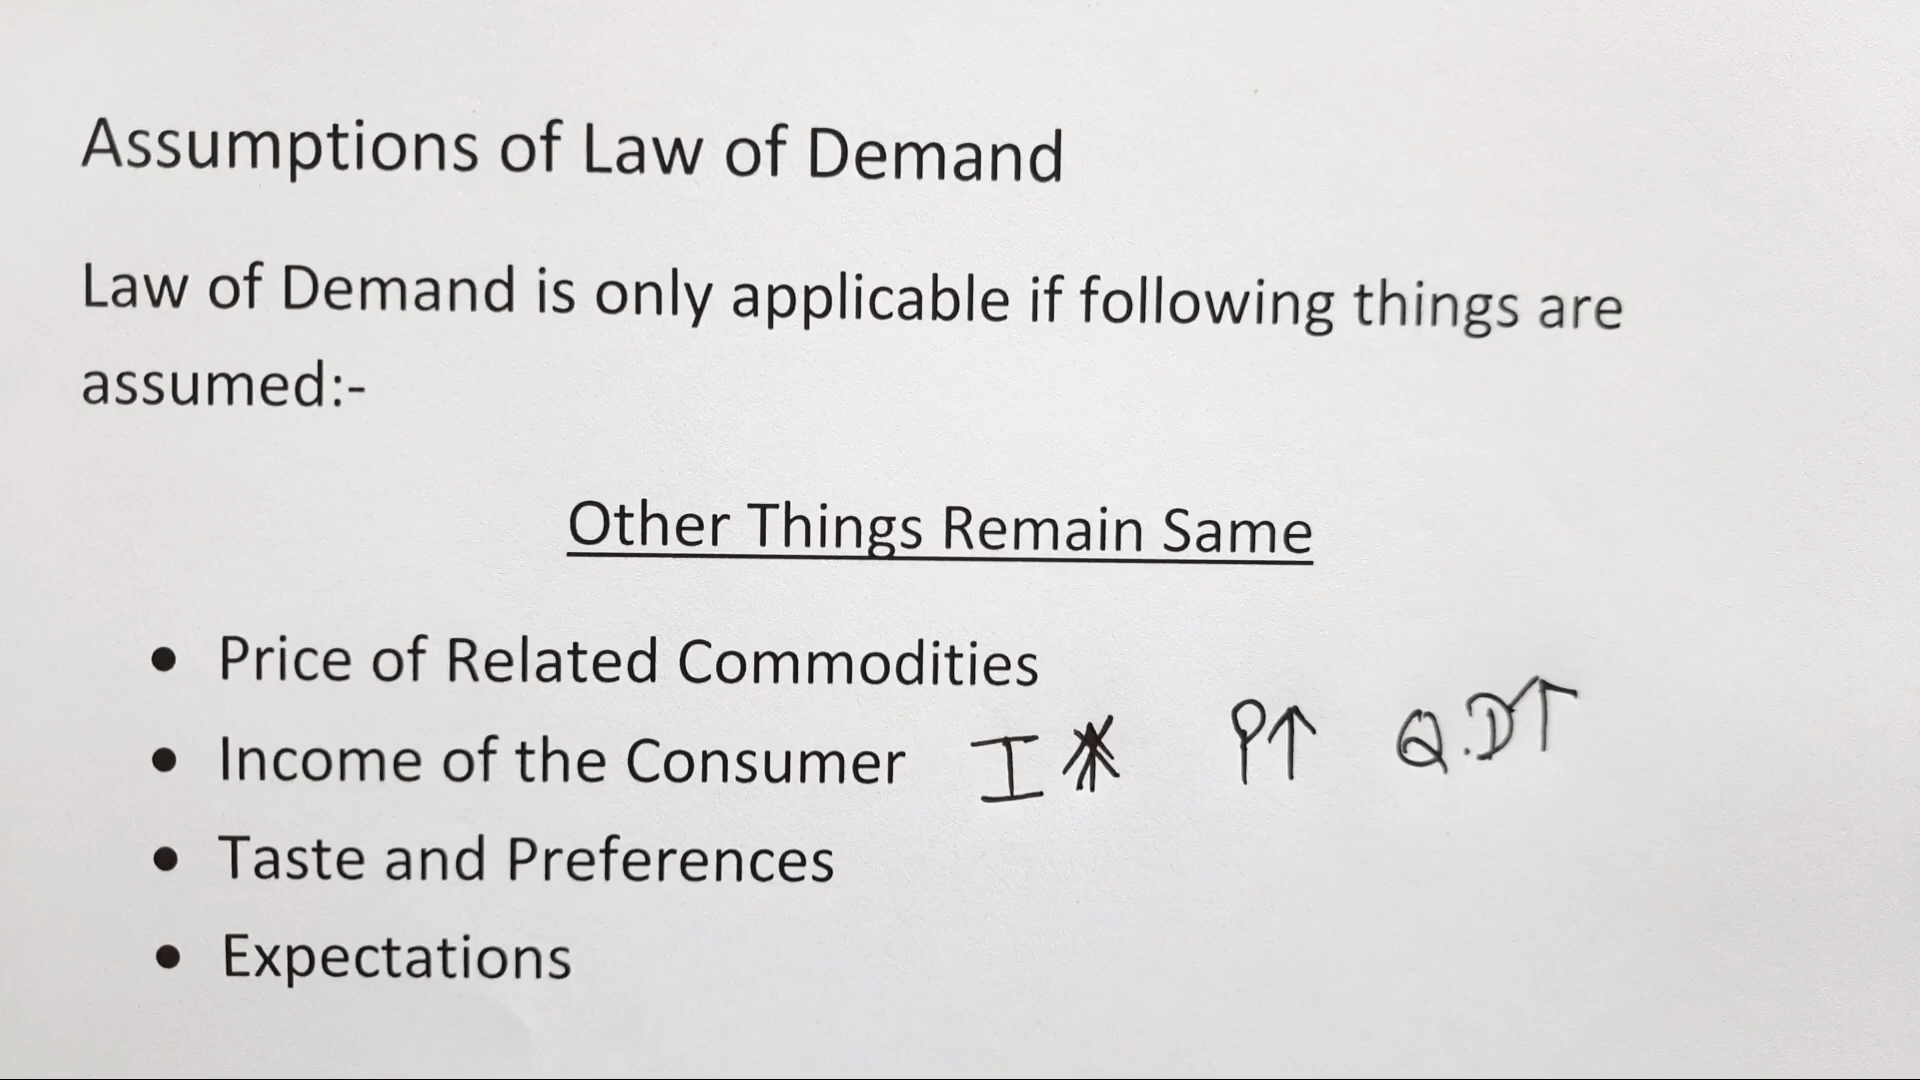 Assumptions of Law of Demand
Law of Demand is only applicable if following things are
assumed:-
Other Things Remain Same
• Price of Related Commodities
• Income of the Consumer I P↑ Q.D↑
• Taste and Preferences
• Expectations